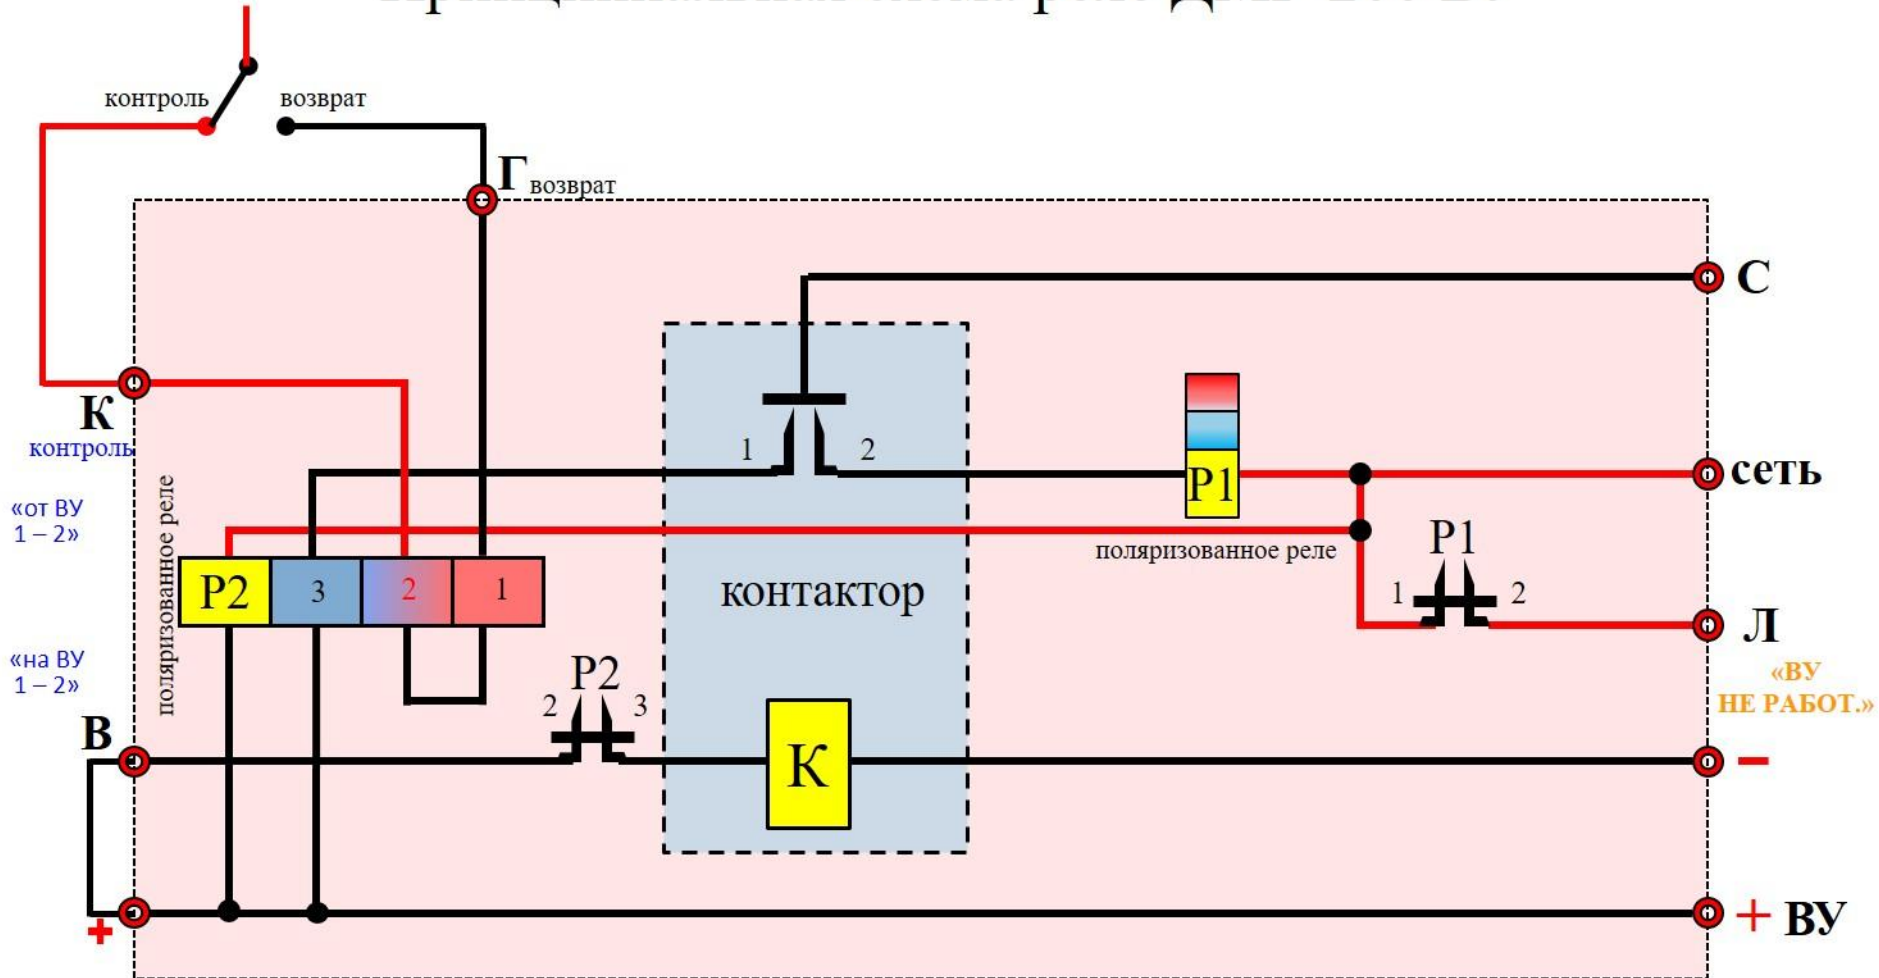 контроль
возврат
Г возврат
С
К
контроль
1
2
Р1
сеть
«от ВУ
1 – 2»
поляризованное реле
поляризованное реле
Р1
1
2
Р2
3
2
1
контактор
Л
«ВУ
НЕ РАБОТ.»
«на ВУ
1 – 2»
Р2
2
3
В
К
−
+
+ ВУ